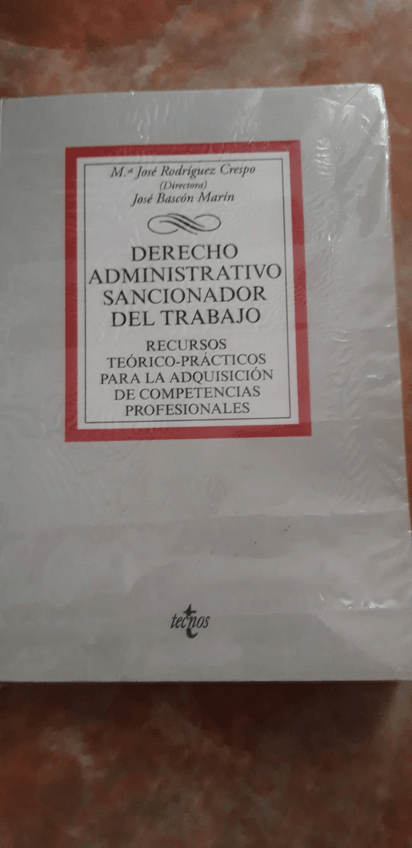 M.ª José Rodríguez Crespo
(Directora)
José Bascón Marín
DERECHO
ADMINISTRATIVO
SANCIONADOR
DEL TRABAJO
RECURSOS
TEÓRICO-PRÁCTICOS
PARA LA ADQUISICIÓN
DE COMPETENCIAS
PROFESIONALES
tecnos